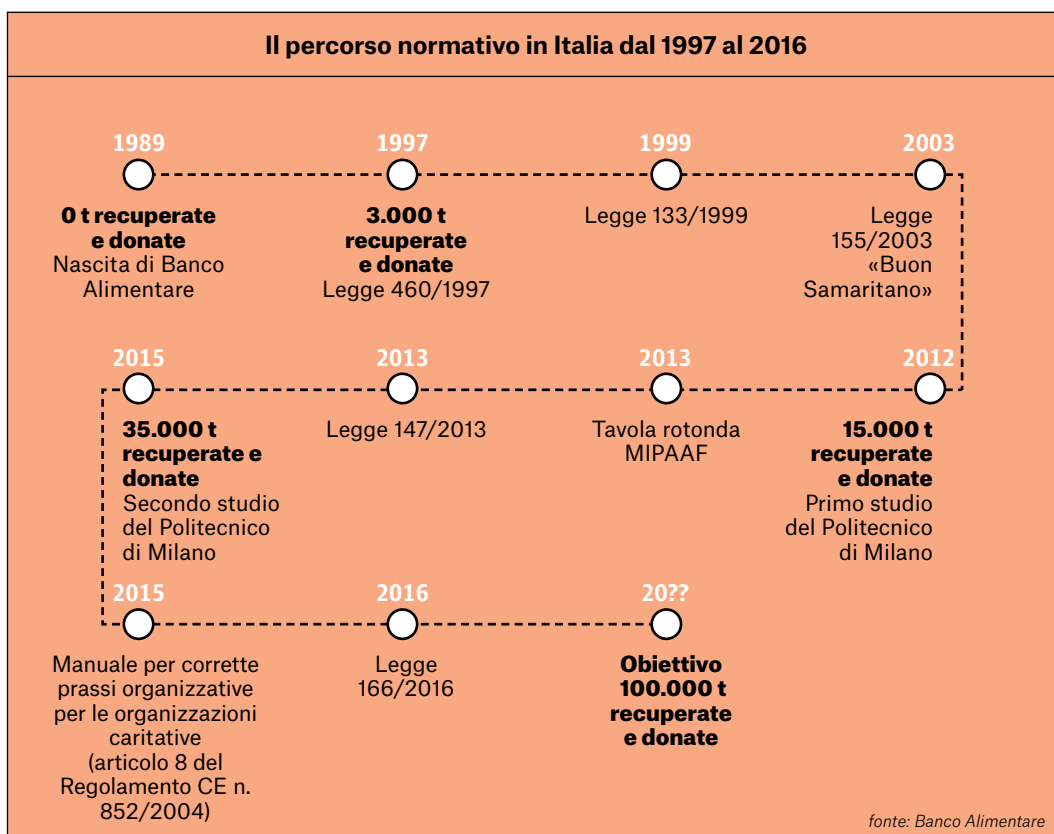 Il percorso normativo in Italia dal 1997 al 2016
1989
0 t recuperate
e donate
Nascita di Banco
Alimentare
1997
3.000 t
recuperate
e donate
Legge 460/1997
1999
Legge 133/1999
2003
Legge
155/2003
«Buon
Samaritano»
2012
15.000 t
recuperate
e donate
Primo studio
del Politecnico
di Milano
2013
Tavola rotonda
MIPAAF
2013
Legge 147/2013
2015
35.000 t
recuperate e
donate
Secondo studio
del Politecnico
di Milano
2015
Manuale per corrette
prassi organizzative
per le organizzazioni
caritative
(articolo 8 del
Regolamento CE n.
852/2004)
2016
Legge
166/2016
20??
Obiettivo
100.000 t
recuperate
e donate
fonte: Banco Alimentare